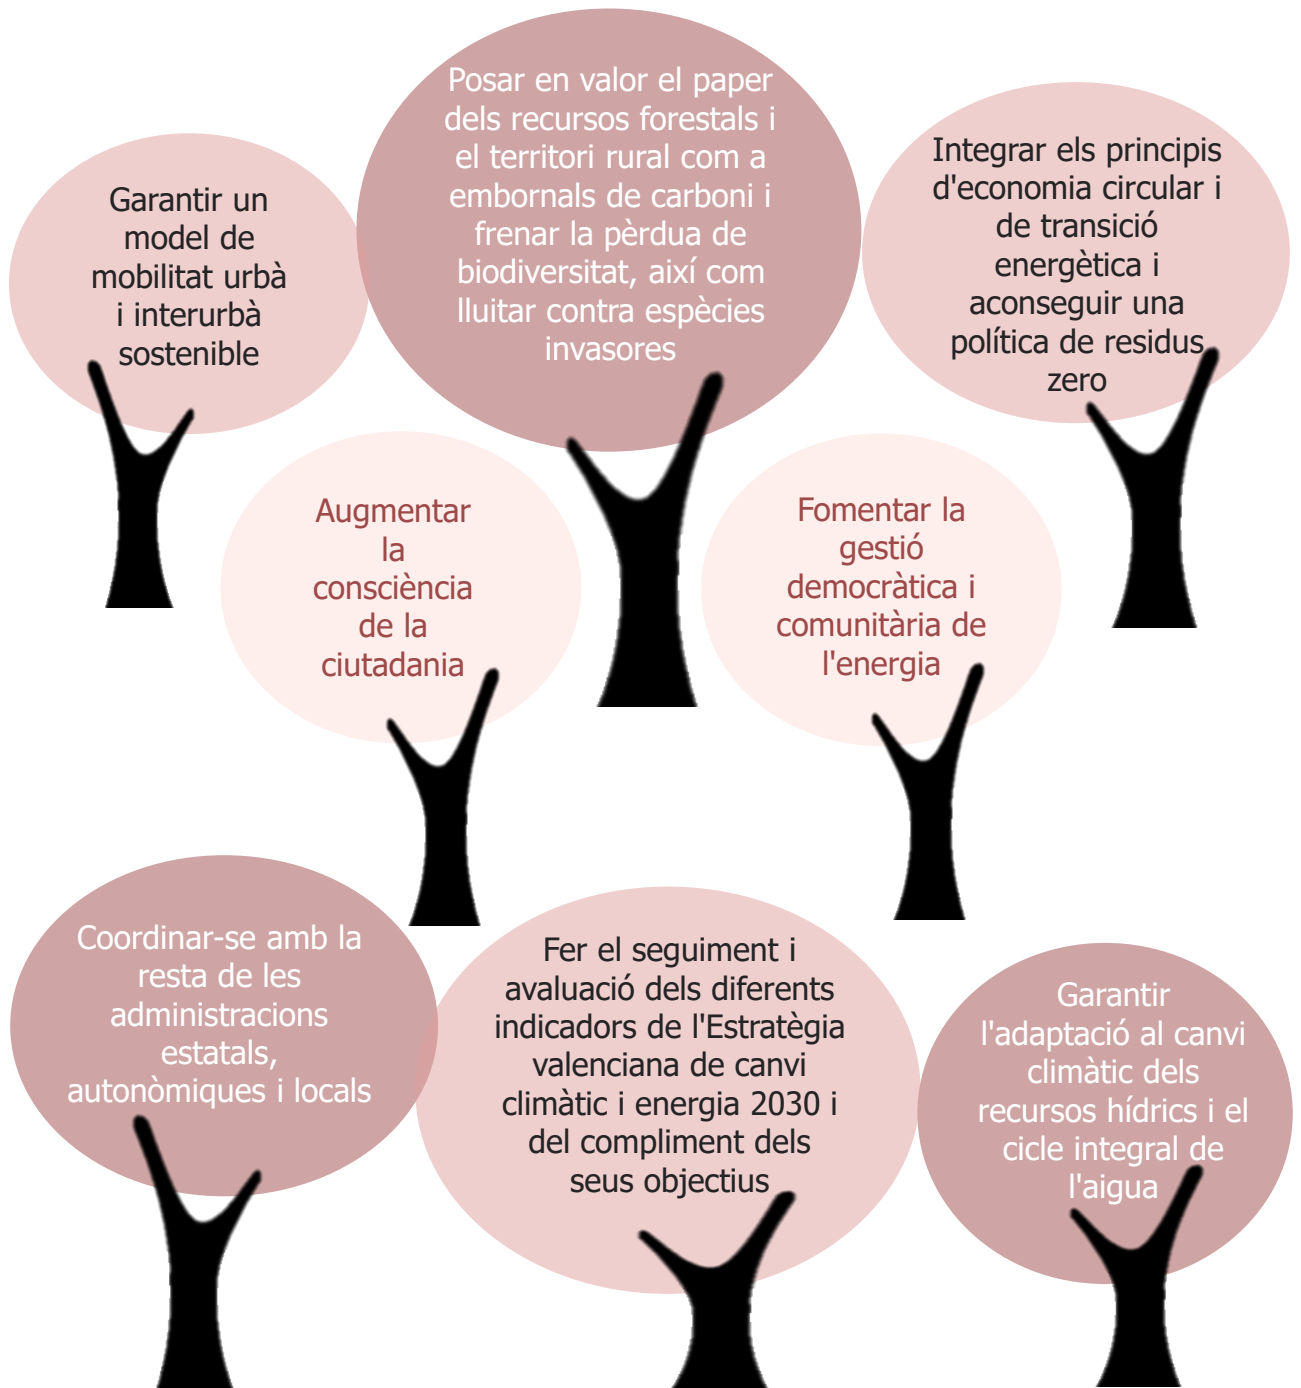 Garantir un
model de
mobilitat urbà
i interurbà
sostenible
Posar en valor el paper
dels recursos forestals i
el territori rural com a
embornals de carboni i
frenar la pèrdua de
biodiversitat, així com
lluitar contra espècies
invasores
Integrar els principis
d'economia circular i
de transició
energètica i
aconseguir una
política de residus
zero
Augmentar
la
consciència
de la
ciutadania
Fomentar la
gestió
democràtica i
comunitària de
l'energia
Coordinar-se amb la
resta de les
administracions
estatals,
autonòmiques i locals
Fer el seguiment i
avaluació dels diferents
indicadors de l'Estratègia
valenciana de canvi
climàtic i energia 2030 i
del compliment dels
seus objectius
Garantir
l'adaptació al canvi
climàtic dels
recursos hídrics i el
cicle integral de
l'aigua